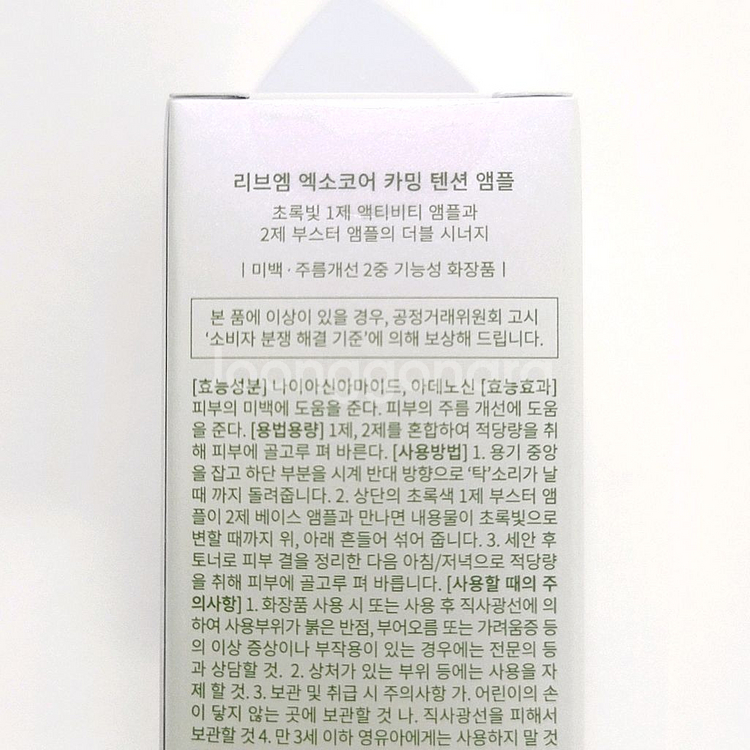 리브엠 엑소코어 카밍 텐션 앰플
초록빛 1제 액티비티 앰플과
2제 부스터 앰플의 더블 시너지
| 미백 · 주름개선 2중 기능성 화장품 |
본 품에 이상이 있을 경우, 공정거래위원회 고시
‘소비자 분쟁 해결 기준’에 의해 보상해 드립니다.
[효능성분] 나이아신아마이드, 아데노신 [효능효과]
피부의 미백에 도움을 준다. 피부의 주름 개선에 도움
을 준다. [용법용량] 1제, 2제를 혼합하여 적당량을 취
해 피부에 골고루 펴 바른다. [사용방법] 1. 용기 중앙
을 잡고 하단 부분을 시계 반대 방향으로 ‘탁’소리가 날
때 까지 돌려줍니다. 2. 상단의 초록색 1제 부스터 앰
플이 2제 베이스 앰플과 만나면 내용물이 초록빛으로
변할 때까지 위, 아래 흔들어 섞어 줍니다. 3. 세안 후
토너로 피부 결을 정리한 다음 아침/저녁으로 적당량
을 취해 피부에 골고루 펴 바릅니다. [사용할 때의 주
의사항] 1. 화장품 사용 시 또는 사용 후 직사광선에 의
하여 사용부위가 붉은 반점, 부어오름 또는 가려움증 등
의 이상 증상이나 부작용이 있는 경우에는 전문의 등
과 상담할 것. 2. 상처가 있는 부위 등에는 사용을 자
제 할 것. 3. 보관 및 취급 시 주의사항 가. 어린이의 손
이 닿지 않는 곳에 보관할 것 나. 직사광선을 피해서
보관할 것 4. 만 3세 이하 영유아에게는 사용하지 말 것
joonggonara